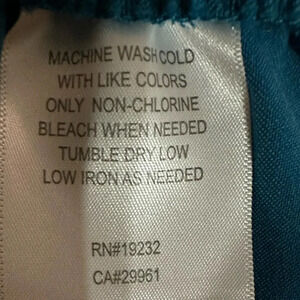 MACHINE WASH COLD
WITH LIKE COLORS
ONLY NON-CHLORINE
BLEACH WHEN NEEDED
TUMBLE DRY LOW
LOW IRON AS NEEDED
RN#19232
CA#29961